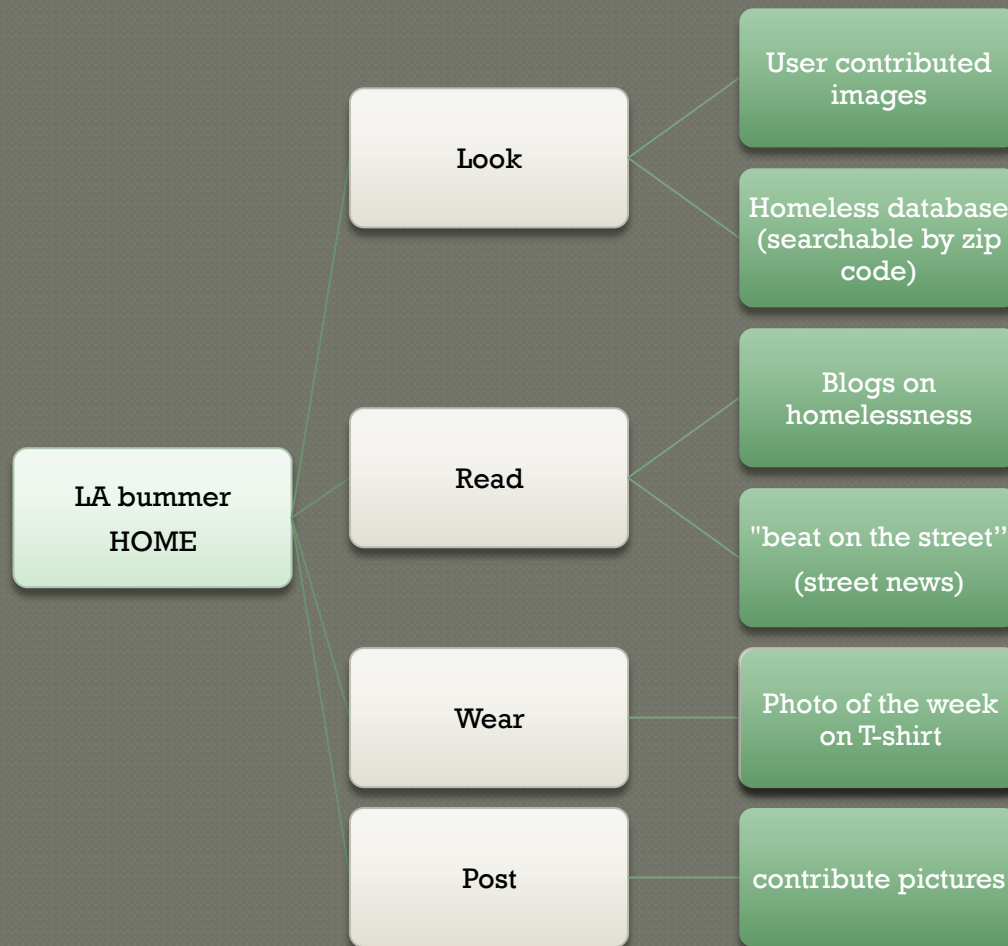 LA bummer
HOME
Look
User contributed
images
Homeless database
(searchable by zip
code)
Read
Blogs on
homelessness
"beat on the street”
(street news)
Wear
Photo of the week
on T-shirt
Post
contribute pictures